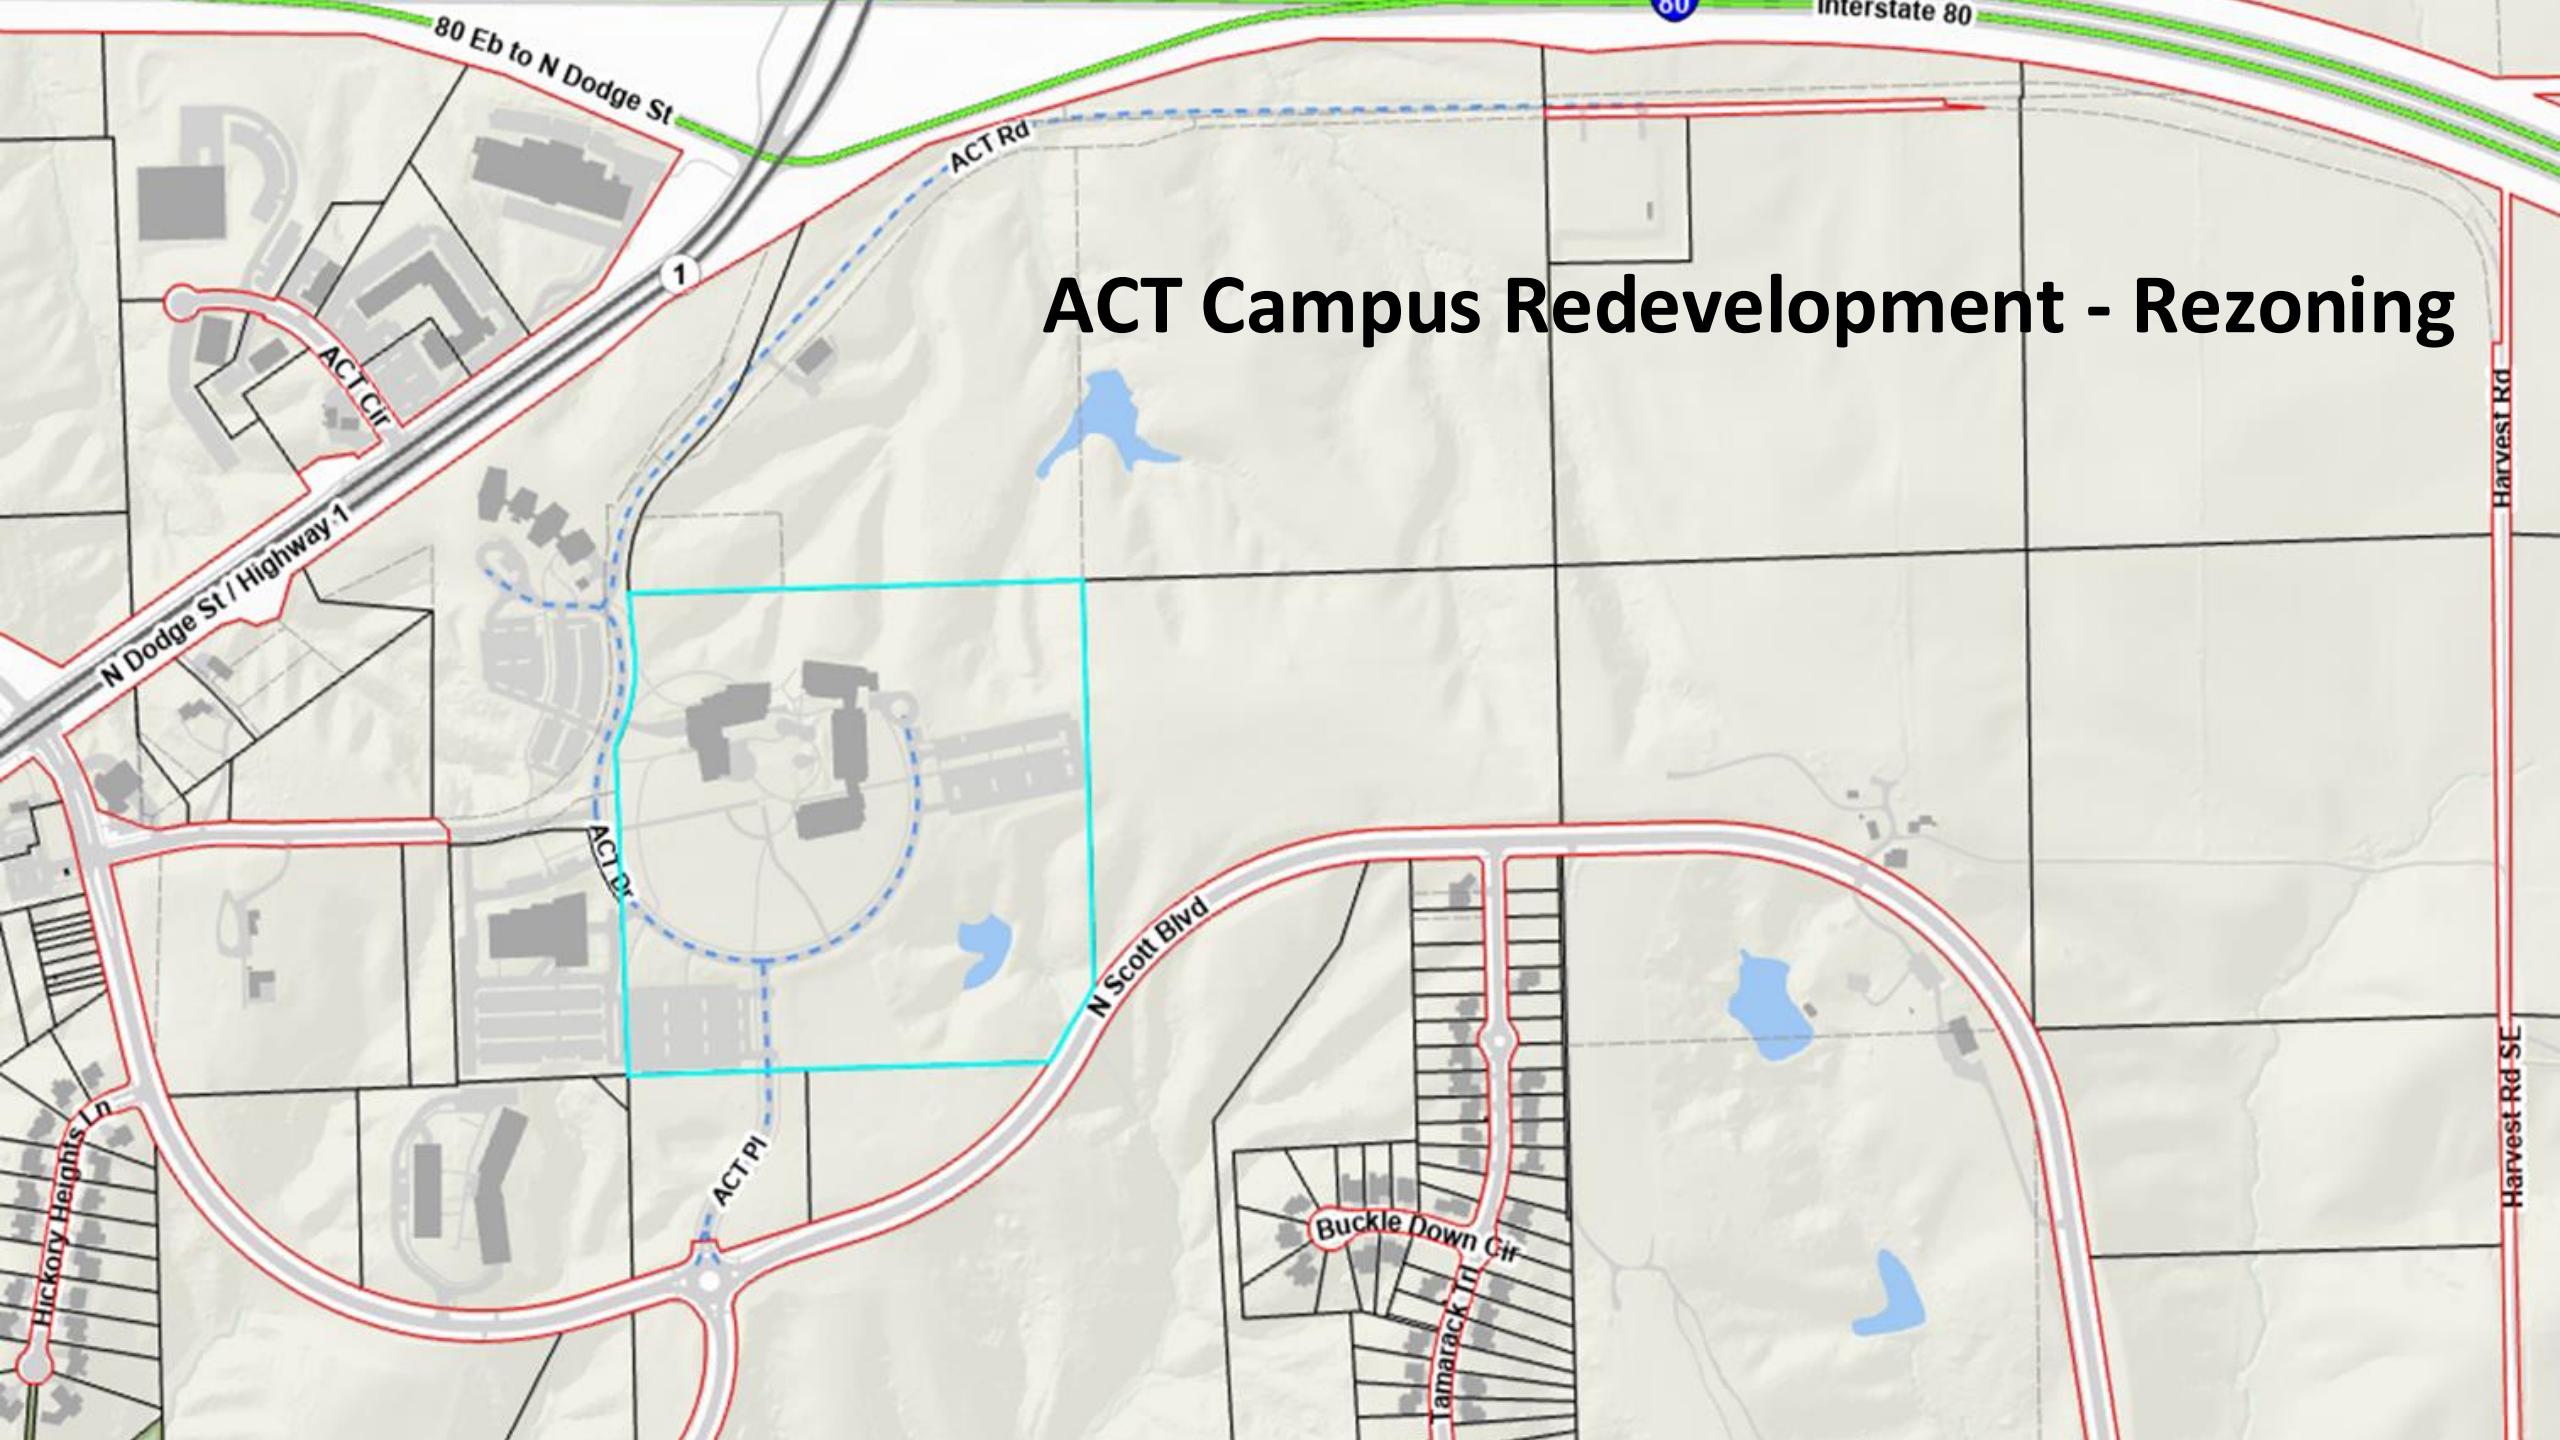 80
Interstate 80
80 Eb to N Dodge St
ACT Rd
1
ACT Campus Redevelopment - Rezoning
ACT Cir
Harvest Rd
N Dodge St / Highway 1
ACT Dr
N Scott Blvd
Harvest Rd SE
Hickory Heights Ln
ACT Pl
Buckle Down Cir
Tamarack Trl